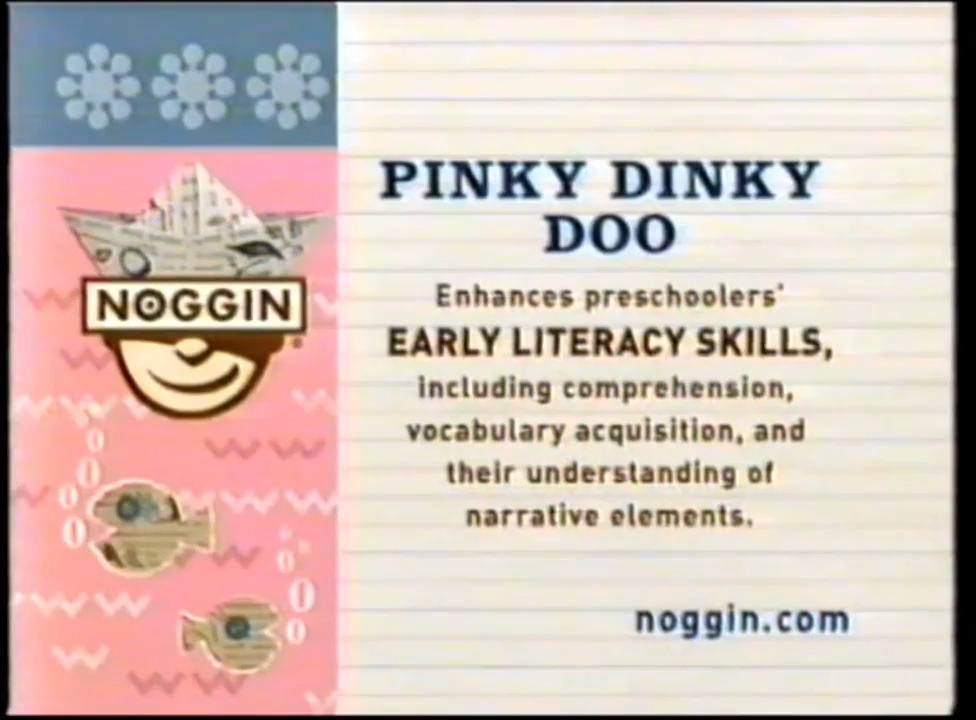 NOGGIN
PINKY DINKY
DOO
Enhances preschoolers'
EARLY LITERACY SKILLS,
including comprehension,
vocabulary acquisition, and
their understanding of
narrative elements.
noggin.com